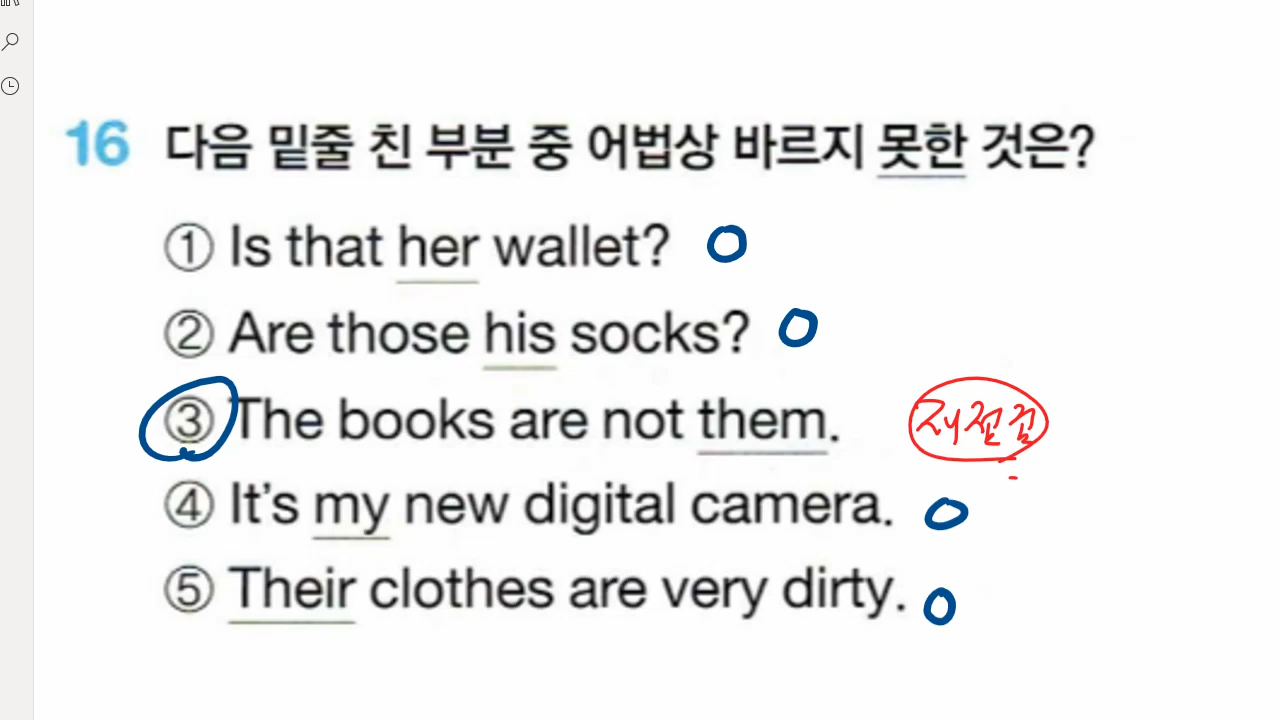 16 다음 밑줄 친 부분 중 어법상 바르지 못한 것은?
① Is that her wallet?
② Are those his socks?
③ The books are not them.
④ It's my new digital camera.
⑤ Their clothes are very dirty.